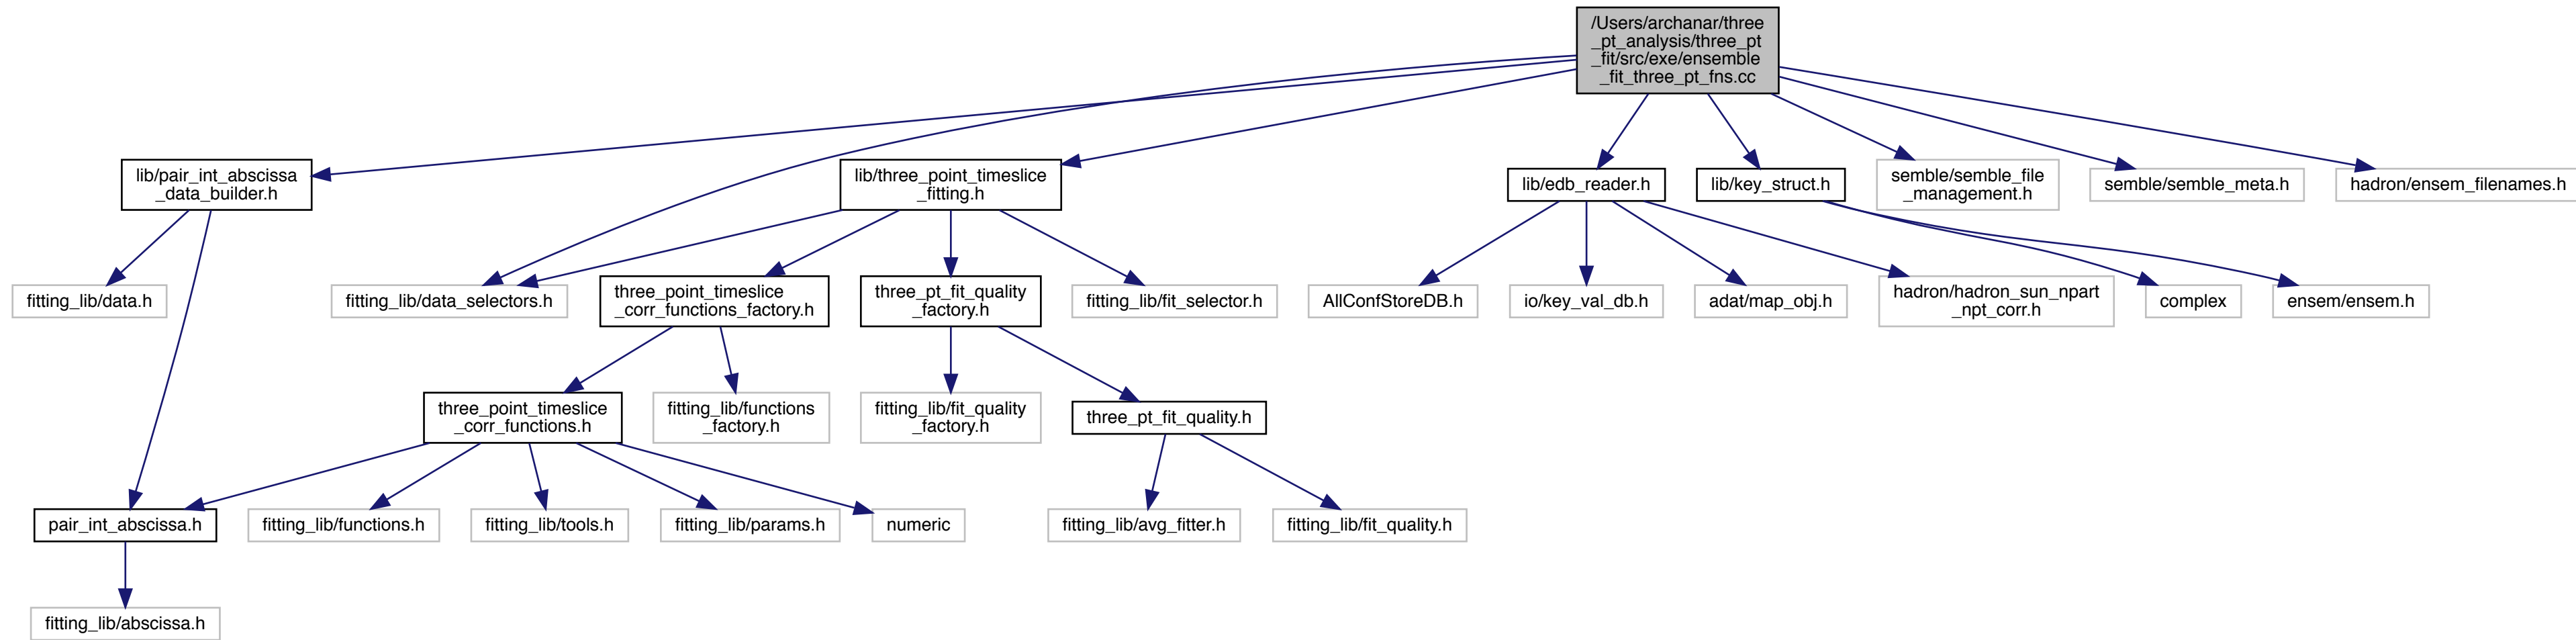 /Users/archanar/three
_pt_analysis/three_pt
_fit/src/exe/ensemble
_fit_three_pt_fns.cc
lib/pair_int_abscissa
_data_builder.h
lib/three_point_timeslice
_fitting.h
lib/edb_reader.h
lib/key_struct.h
semble/semble_file
_management.h
semble/semble_meta.h
hadron/ensem_filenames.h
fitting_lib/data.h
fitting_lib/data_selectors.h
three_point_timeslice
_corr_functions_factory.h
three_pt_fit_quality
_factory.h
fitting_lib/fit_selector.h
AllConfStoreDB.h
io/key_val_db.h
adat/map_obj.h
hadron/hadron_sun_npart
_npt_corr.h
complex
ensem/ensem.h
three_point_timeslice
_corr_functions.h
fitting_lib/functions
_factory.h
fitting_lib/fit_quality
_factory.h
three_pt_fit_quality.h
pair_int_abscissa.h
fitting_lib/functions.h
fitting_lib/tools.h
fitting_lib/params.h
numeric
fitting_lib/avg_fitter.h
fitting_lib/fit_quality.h
fitting_lib/abscissa.h